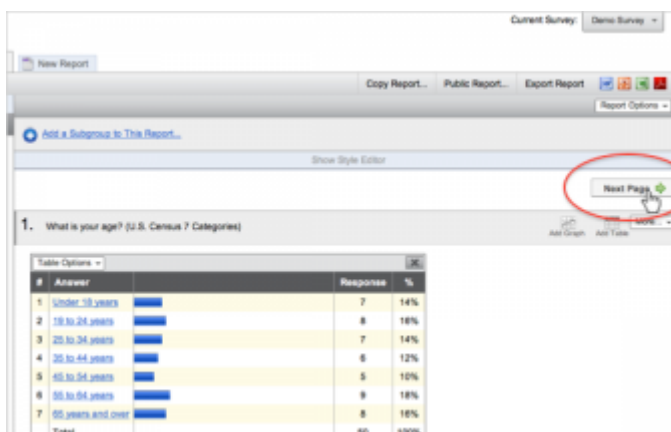 Current Survey: Demo Survey
New Report
Copy Report... Public Report... Export Report
Report Options
Add a Subgroup to This Report...
Show Style Editor
Next Page
1. What is your age? (U.S. Census 7 Categories)
Add Graph Add Table More...
Table Options
# Answer Response %
1 Under 18 years 7 14%
2 19 to 24 years 8 16%
3 25 to 34 years 7 14%
4 35 to 44 years 6 12%
5 45 to 54 years 5 10%
6 55 to 64 years 9 18%
7 65 years and over 8 16%
Total 50 100%